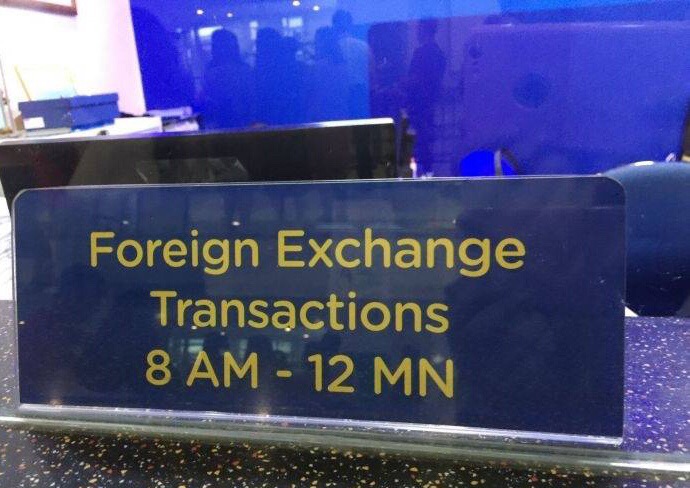 Foreign Exchange
Transactions
8 AM - 12 MN